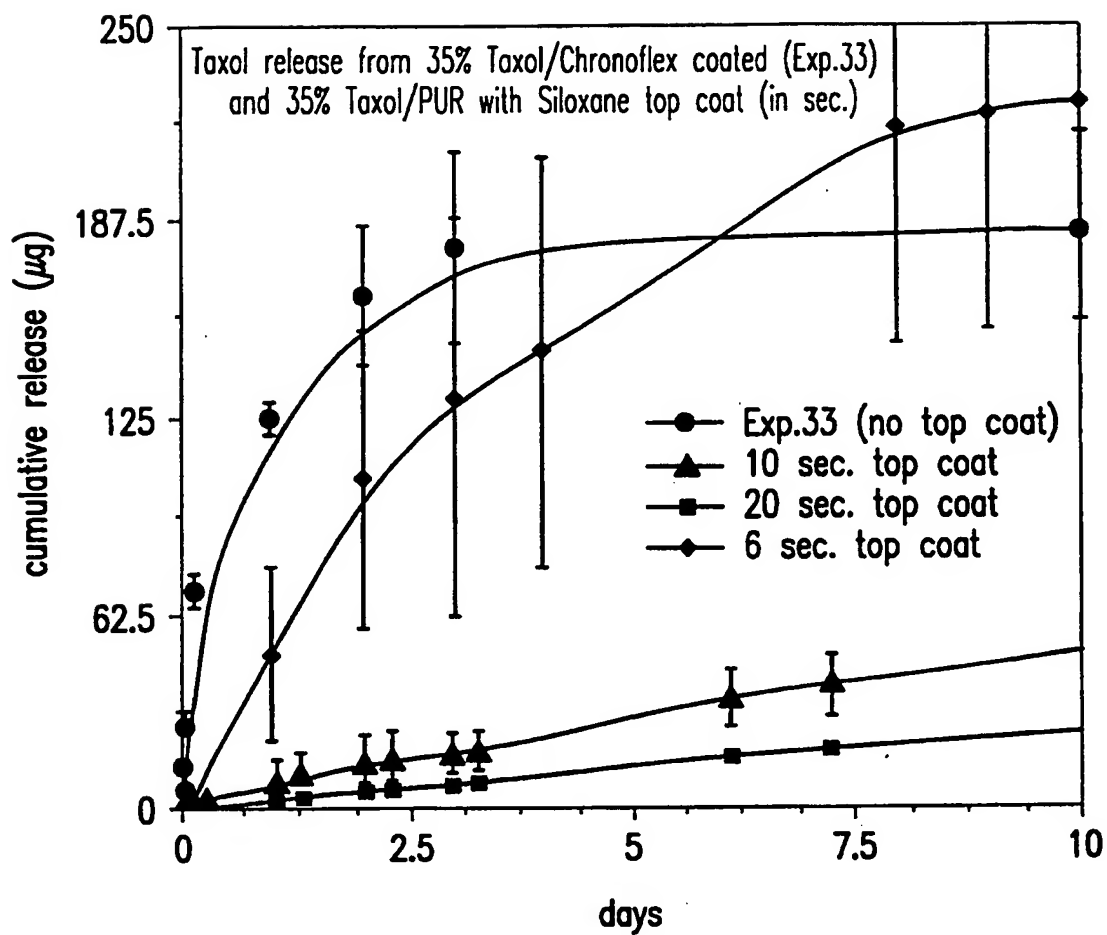 Taxol release from 35% Taxol/Chronoflex coated (Exp.33)
and 35% Taxol/PUR with Siloxane top coat (in sec.)
cumulative release (μg)
250
187.5
125
62.5
0
Exp.33 (no top coat)
10 sec. top coat
20 sec. top coat
6 sec. top coat
0
2.5
5
7.5
10
days